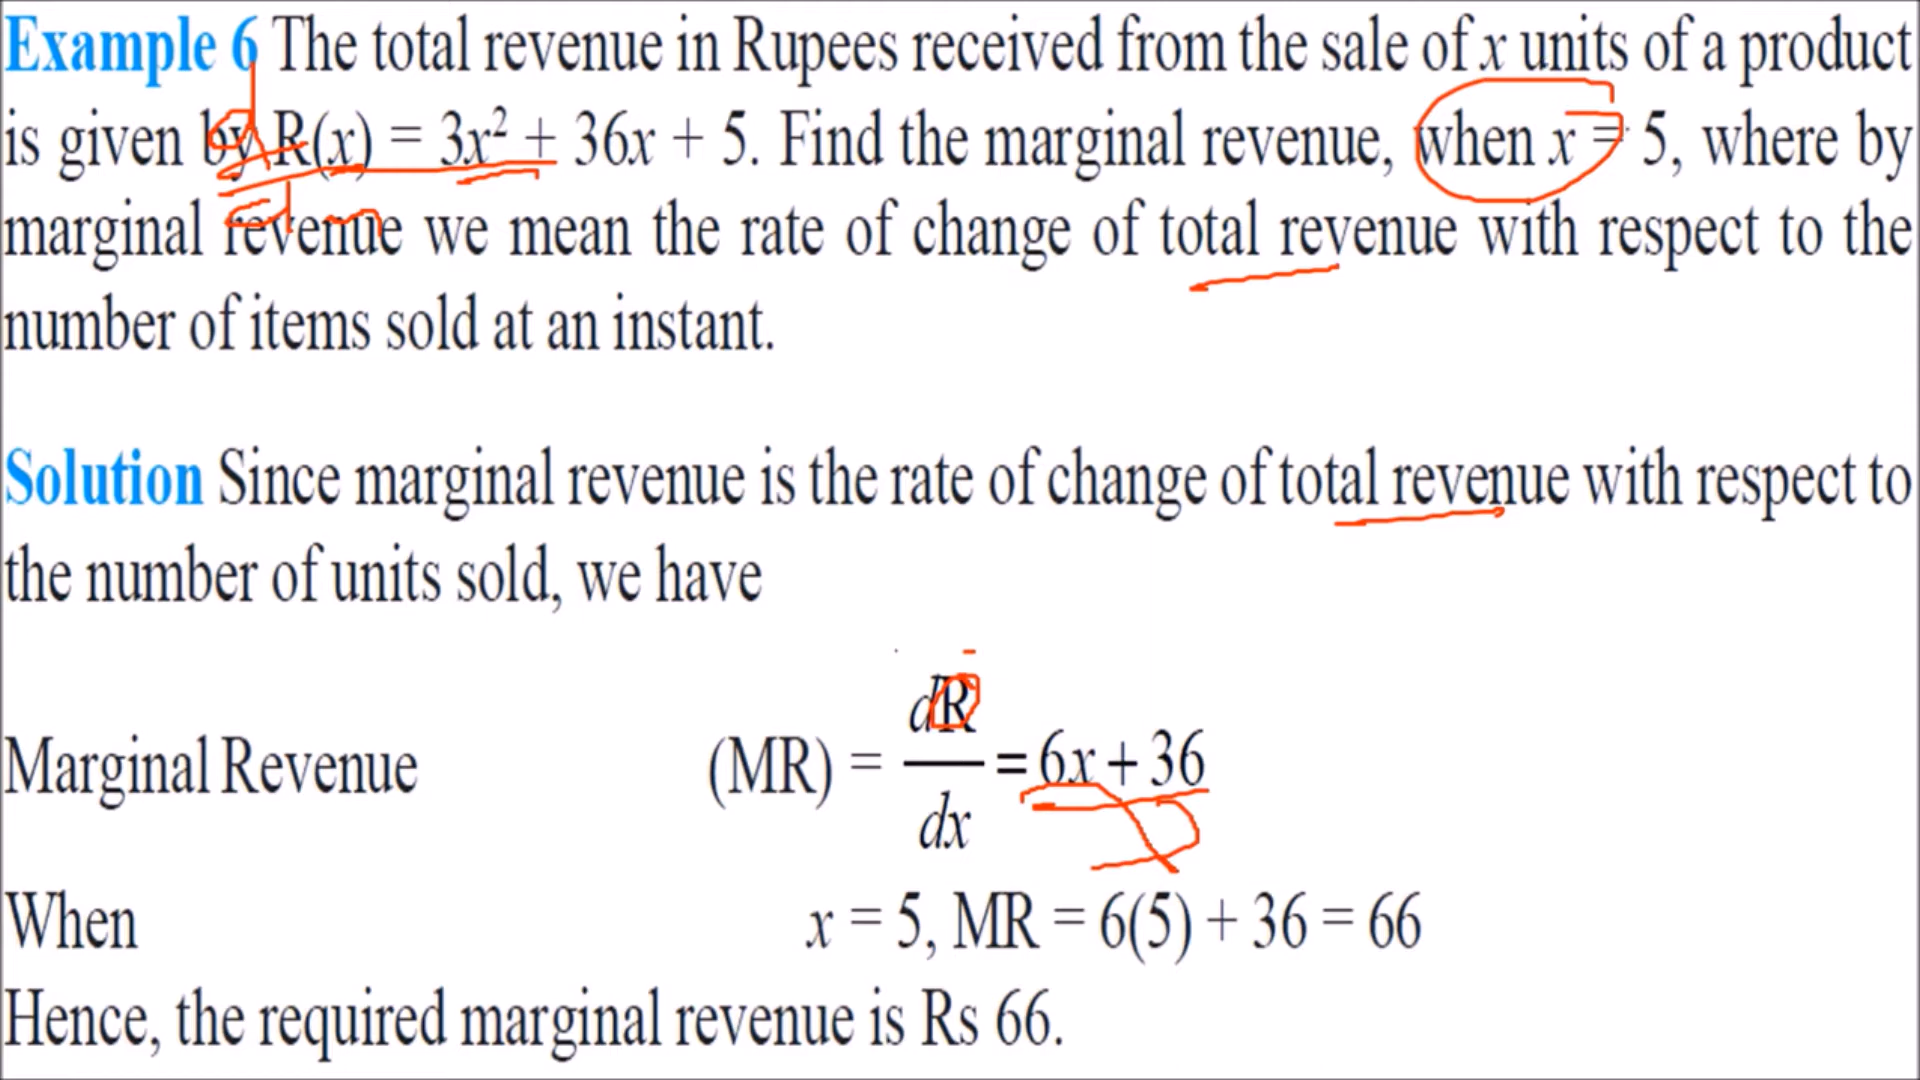 Example 6 The total revenue in Rupees received from the sale of x units of a product
is given by R(x) = 3x² + 36x + 5. Find the marginal revenue, when x = 5, where by
marginal revenue we mean the rate of change of total revenue with respect to the
number of items sold at an instant.
Solution Since marginal revenue is the rate of change of total revenue with respect to
the number of units sold, we have
Marginal Revenue (MR) = dR/dx = 6x + 36
When x = 5, MR = 6(5) + 36 = 66
Hence, the required marginal revenue is Rs 66.